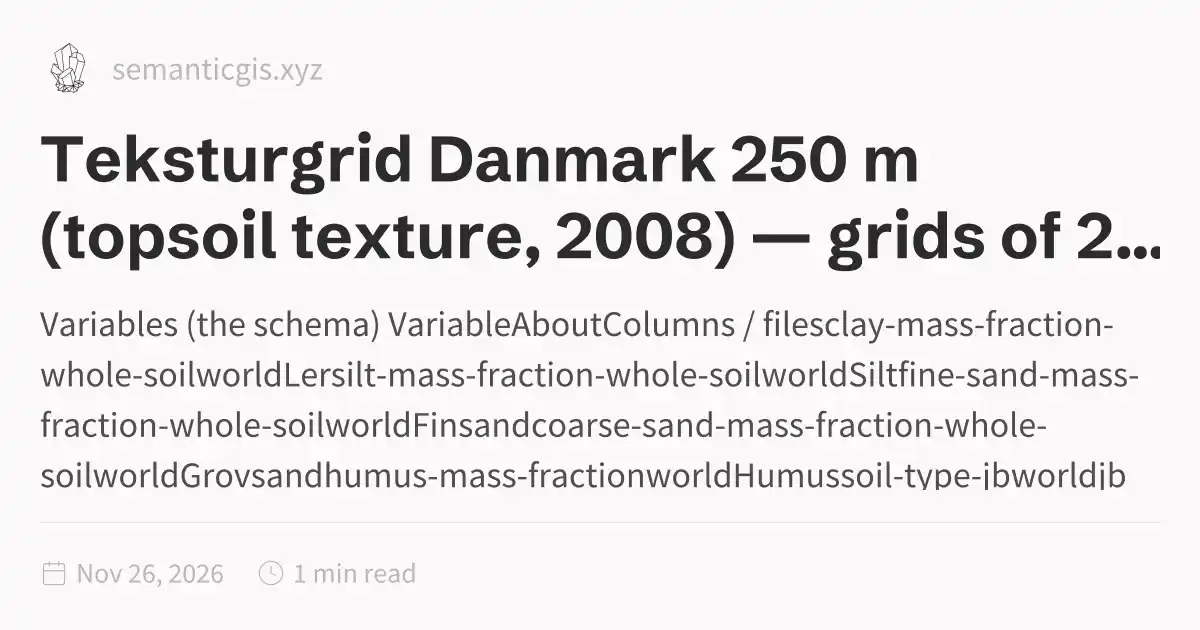 semanticgis.xyz
Teksturgrid Danmark 250 m
(topsoil texture, 2008) — grids of 2...
Variables (the schema) VariableAboutColumns / filesclay-mass-fraction-
whole-soilworldLersilt-mass-fraction-whole-soilworldSiltfine-sand-mass-
fraction-whole-soilworldFinsandcoarse-sand-mass-fraction-whole-
soilworldGrovsandhumus-mass-fractionworldHumussoil-type-jbworldjb
Nov 26, 2026 1 min read